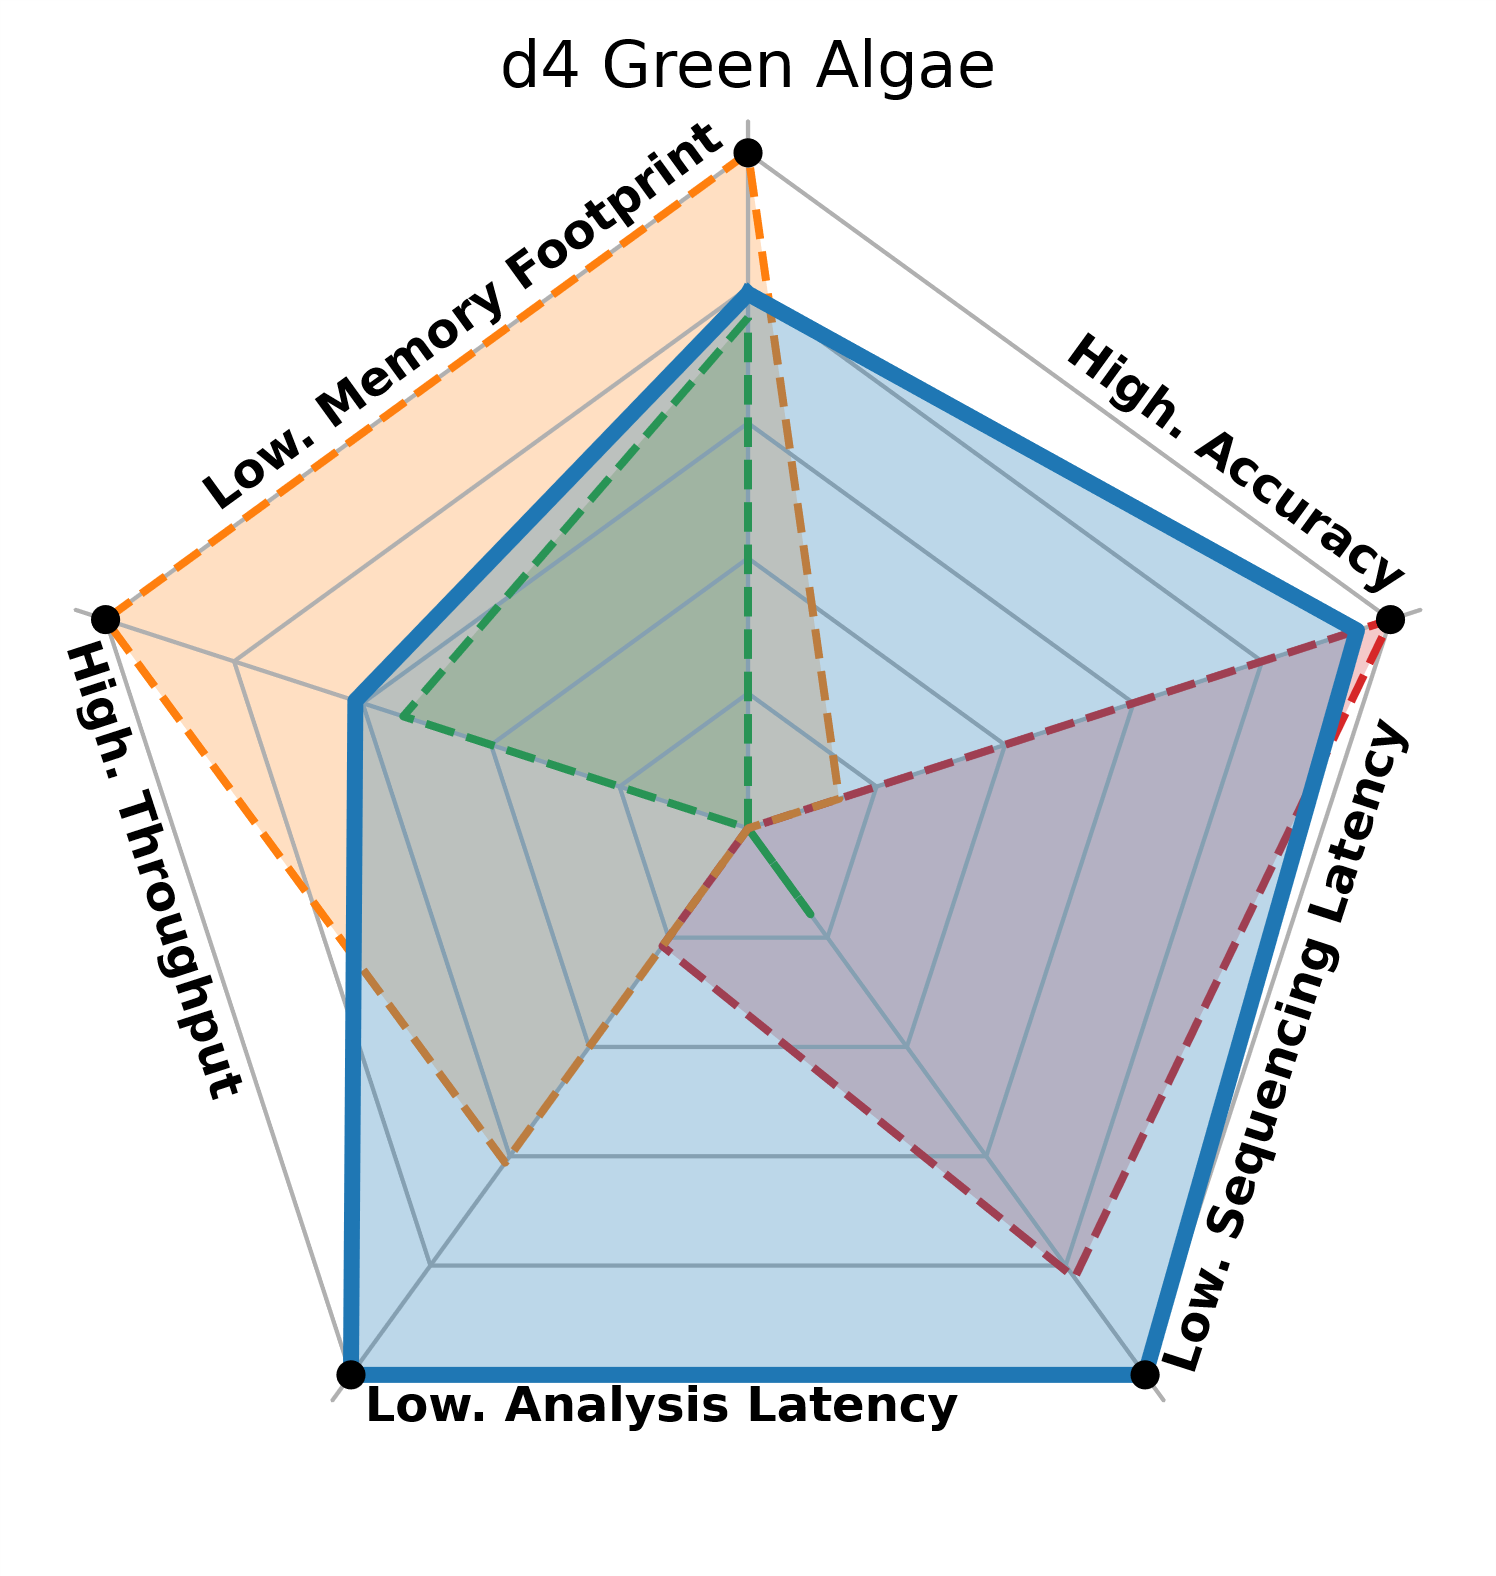 d4 Green Algae
Low. Memory Footprint
High. Accuracy
High. Throughput
Low. Sequencing Latency
Low. Analysis Latency